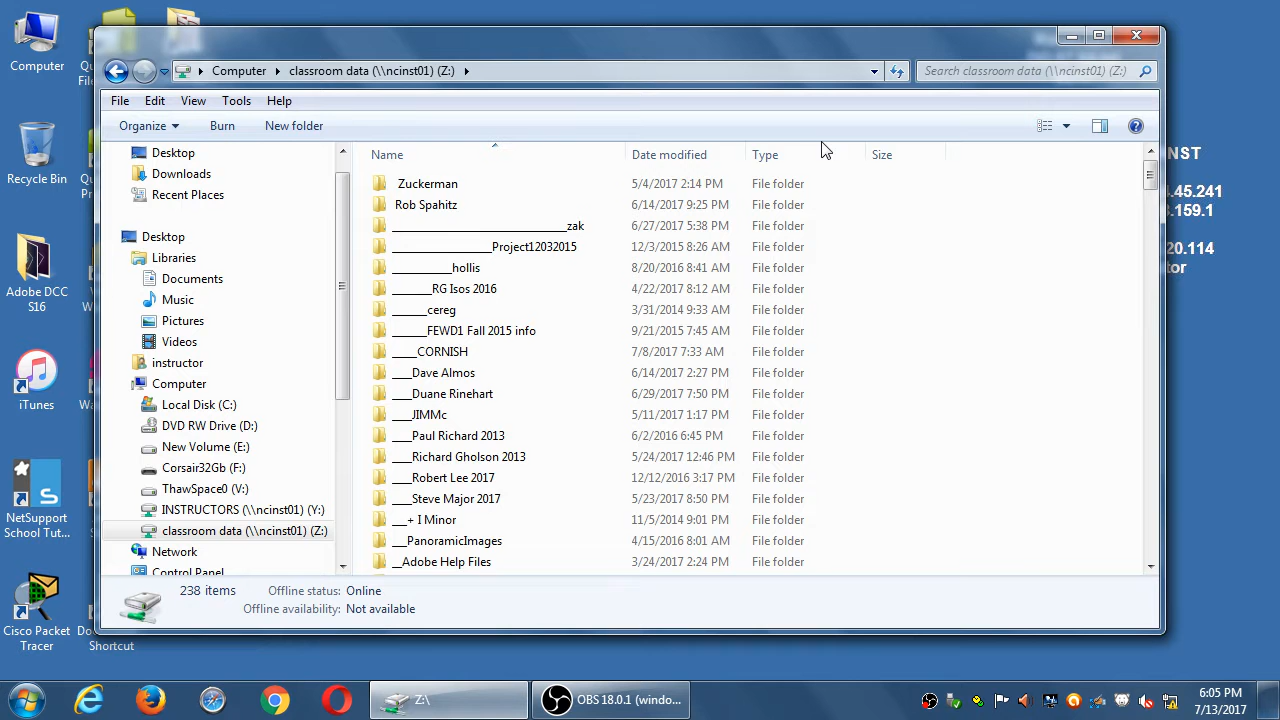 Computer
Recycle Bin
Adobe DCC
S16
iTunes
NetSupport
School Tut...
Cisco Packet
Tracer
Shortcut
Computer
classroom data (\\ncinst01) (Z:)
Search classroom data (\\ncinst01) (Z:)
File Edit View Tools Help
Organize Burn New folder
Desktop
Downloads
Recent Places
Desktop
Libraries
Documents
Music
Pictures
Videos
instructor
Computer
Local Disk (C:)
DVD RW Drive (D:)
New Volume (E:)
Corsair32Gb (F:)
ThawSpace0 (V:)
INSTRUCTORS (\\ncinst01) (Y:)
classroom data (\\ncinst01) (Z:)
Network
Control Panel
Name Date modified Type Size
Zuckerman 5/4/2017 2:14 PM File folder
Rob Spahitz 6/14/2017 9:25 PM File folder
_____________________________zak 6/27/2017 5:38 PM File folder
________________Project12032015 12/3/2015 8:26 AM File folder
__________hollis 8/20/2016 8:41 AM File folder
_______RG Isos 2016 4/22/2017 8:12 AM File folder
______cereg 3/31/2014 9:33 AM File folder
______FEWD1 Fall 2015 info 9/21/2015 7:45 AM File folder
____CORNISH 7/8/2017 7:33 AM File folder
___Dave Almos 6/14/2017 2:27 PM File folder
___Duane Rinehart 6/29/2017 7:50 PM File folder
___JIMMc 5/11/2017 1:17 PM File folder
___Paul Richard 2013 6/2/2016 6:45 PM File folder
___Richard Gholson 2013 5/24/2017 12:46 PM File folder
___Robert Lee 2017 12/12/2016 3:17 PM File folder
___Steve Major 2017 5/23/2017 8:50 PM File folder
__+ I Minor 11/5/2014 9:01 PM File folder
__PanoramicImages 4/15/2016 8:01 AM File folder
_Adobe Help Files 3/24/2017 2:24 PM File folder
238 items Offline status: Online
Offline availability: Not available
NST
.45.241
.159.1
20.114
tor
Z:\
OBS 18.0.1 (windo...
6:05 PM
7/13/2017